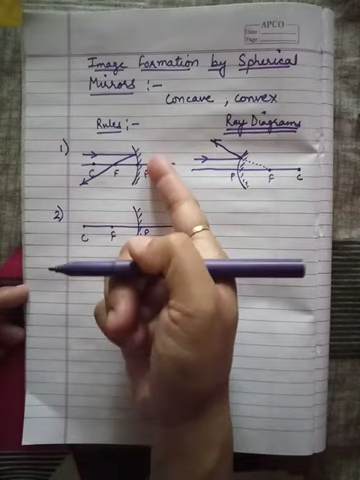 APCO
Date
Page
Image Formation by Spherical
Mirrors :-
Concave , Convex
Rules :-
Ray Diagrams
1)
C F P
P F C
2)
C F P